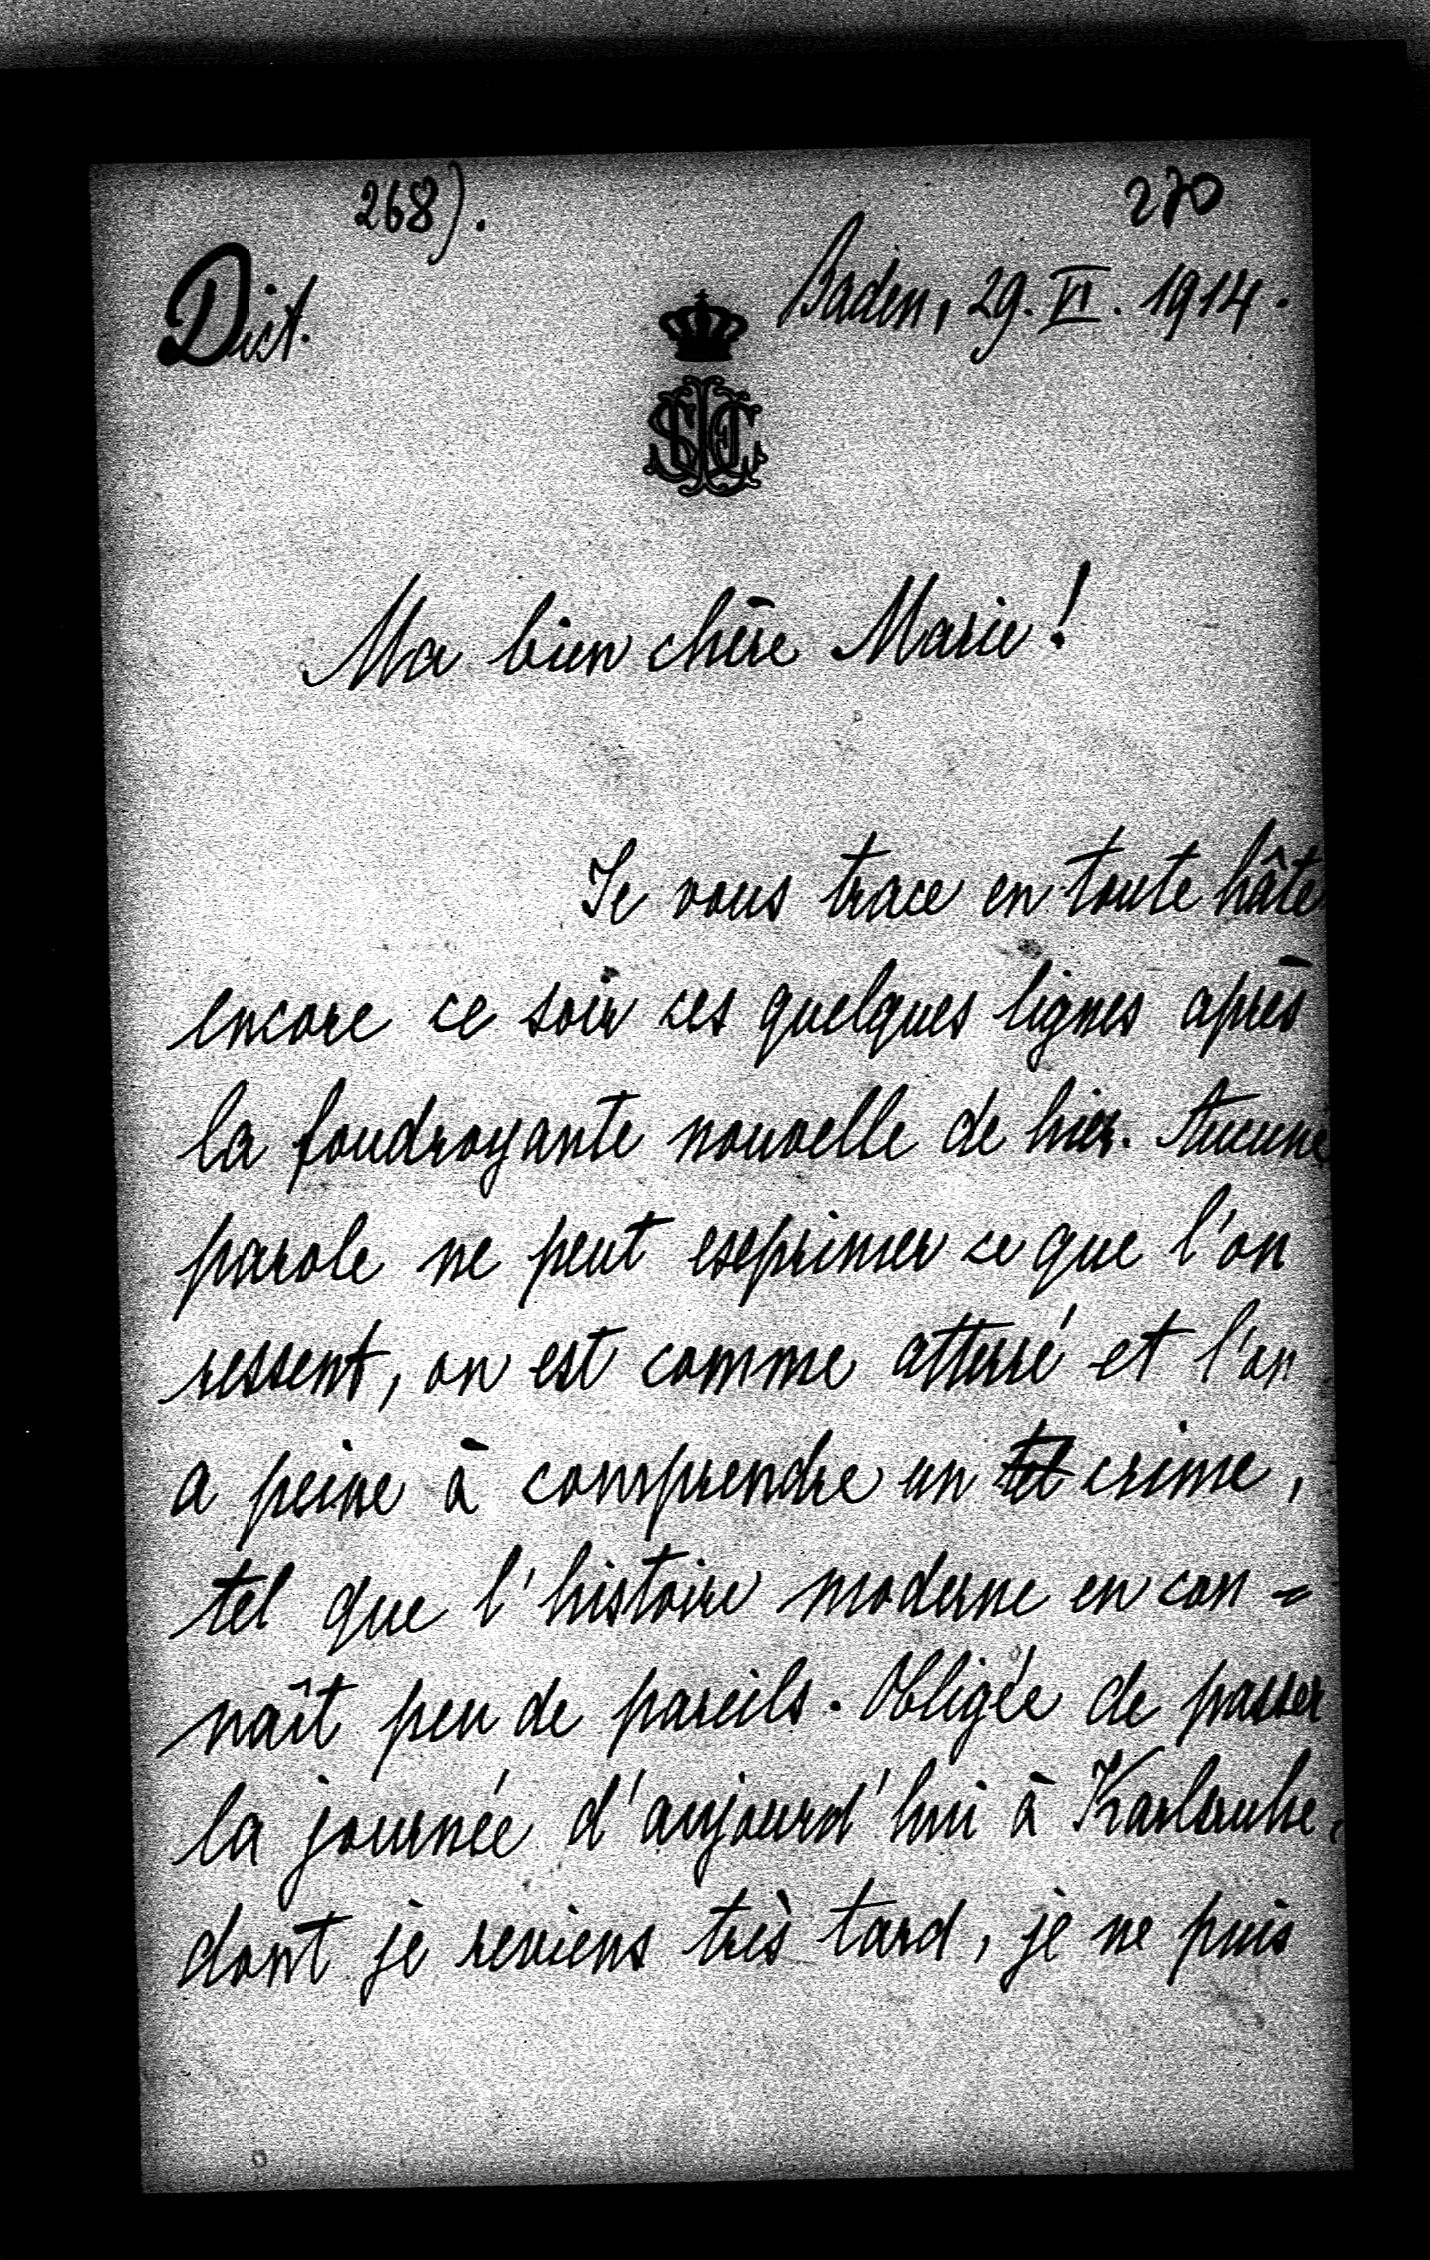 268).
270
Dict.
Baden, 29. VI. 1914.
Ma bien chère Marie!
Je vous trace en toute hâte
encore ce soir ces quelques lignes après
la foudroyante nouvelle de hier. Aucune
parole ne peut exprimer ce que l'on
ressent, on est comme atterré et l'on
a peine à comprendre un tel crime,
tel que l'histoire moderne en con=
naît peu de pareils. Obligée de passer
la journée d'aujourd'hui à Karlsruhe,
dont je reviens très tard, je ne puis